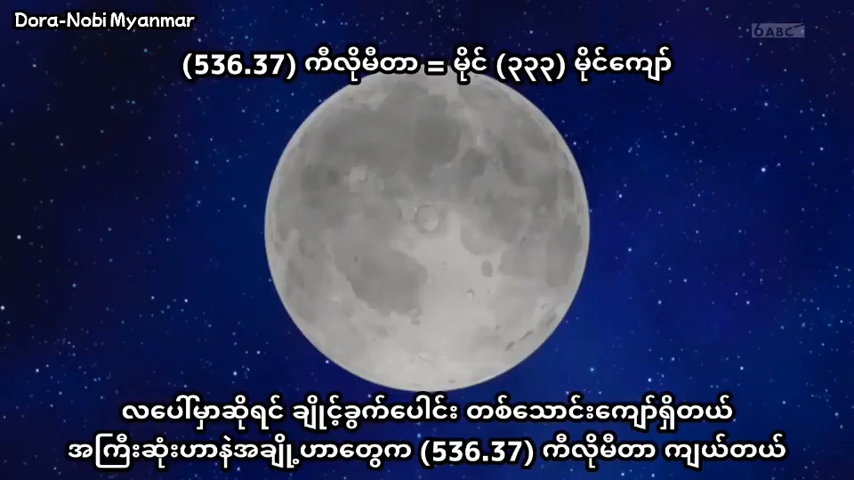 Dora-Nobi Myanmar
6 ABC
(536.37) ကီလိုမီတာ = မိုင် (၃၃၃) မိုင်ကျော်
လပေါ်မှာဆိုရင် ချိုင့်ခွက်ပေါင်း တစ်သောင်းကျော်ရှိတယ်
အကြီးဆုံးဟာနဲ့အချို့ဟာတွေက (536.37) ကီလိုမီတာ ကျယ်တယ်